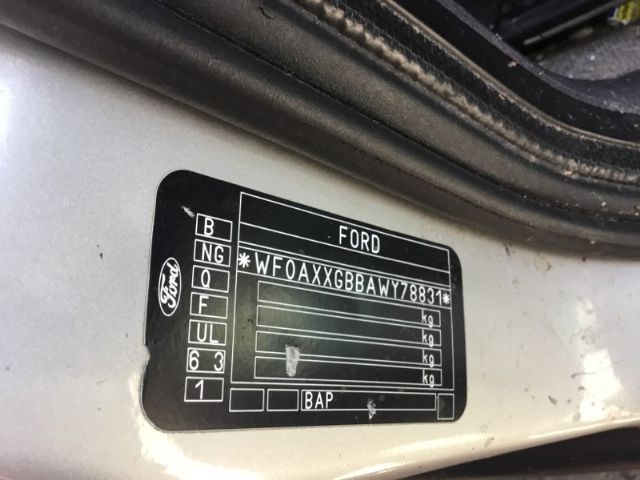 Ford
B
NG
Q
F
UL
6 3
1
FORD
*WF0AXXGBBAWY78831*
kg
kg
kg
kg
BAP